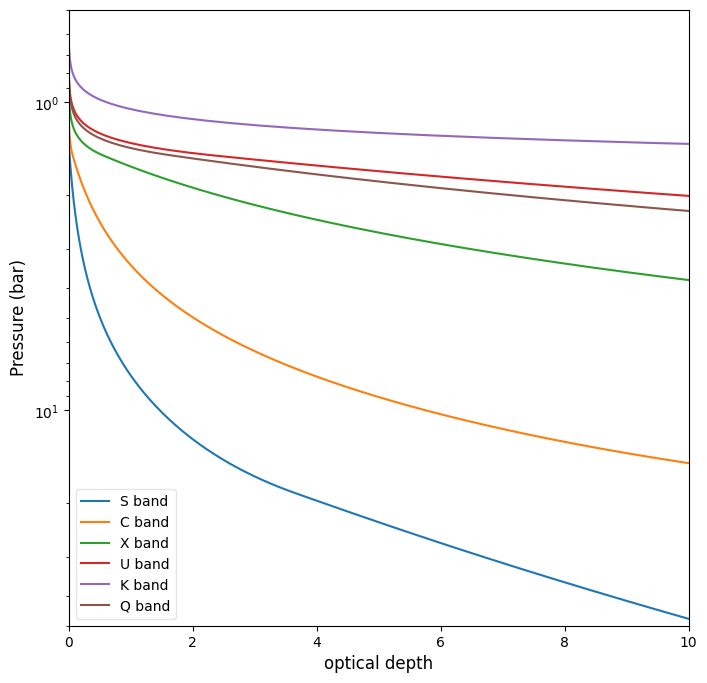 10⁰
10¹
Pressure (bar)
S band
C band
X band
U band
K band
Q band
0 2 4 6 8 10
optical depth